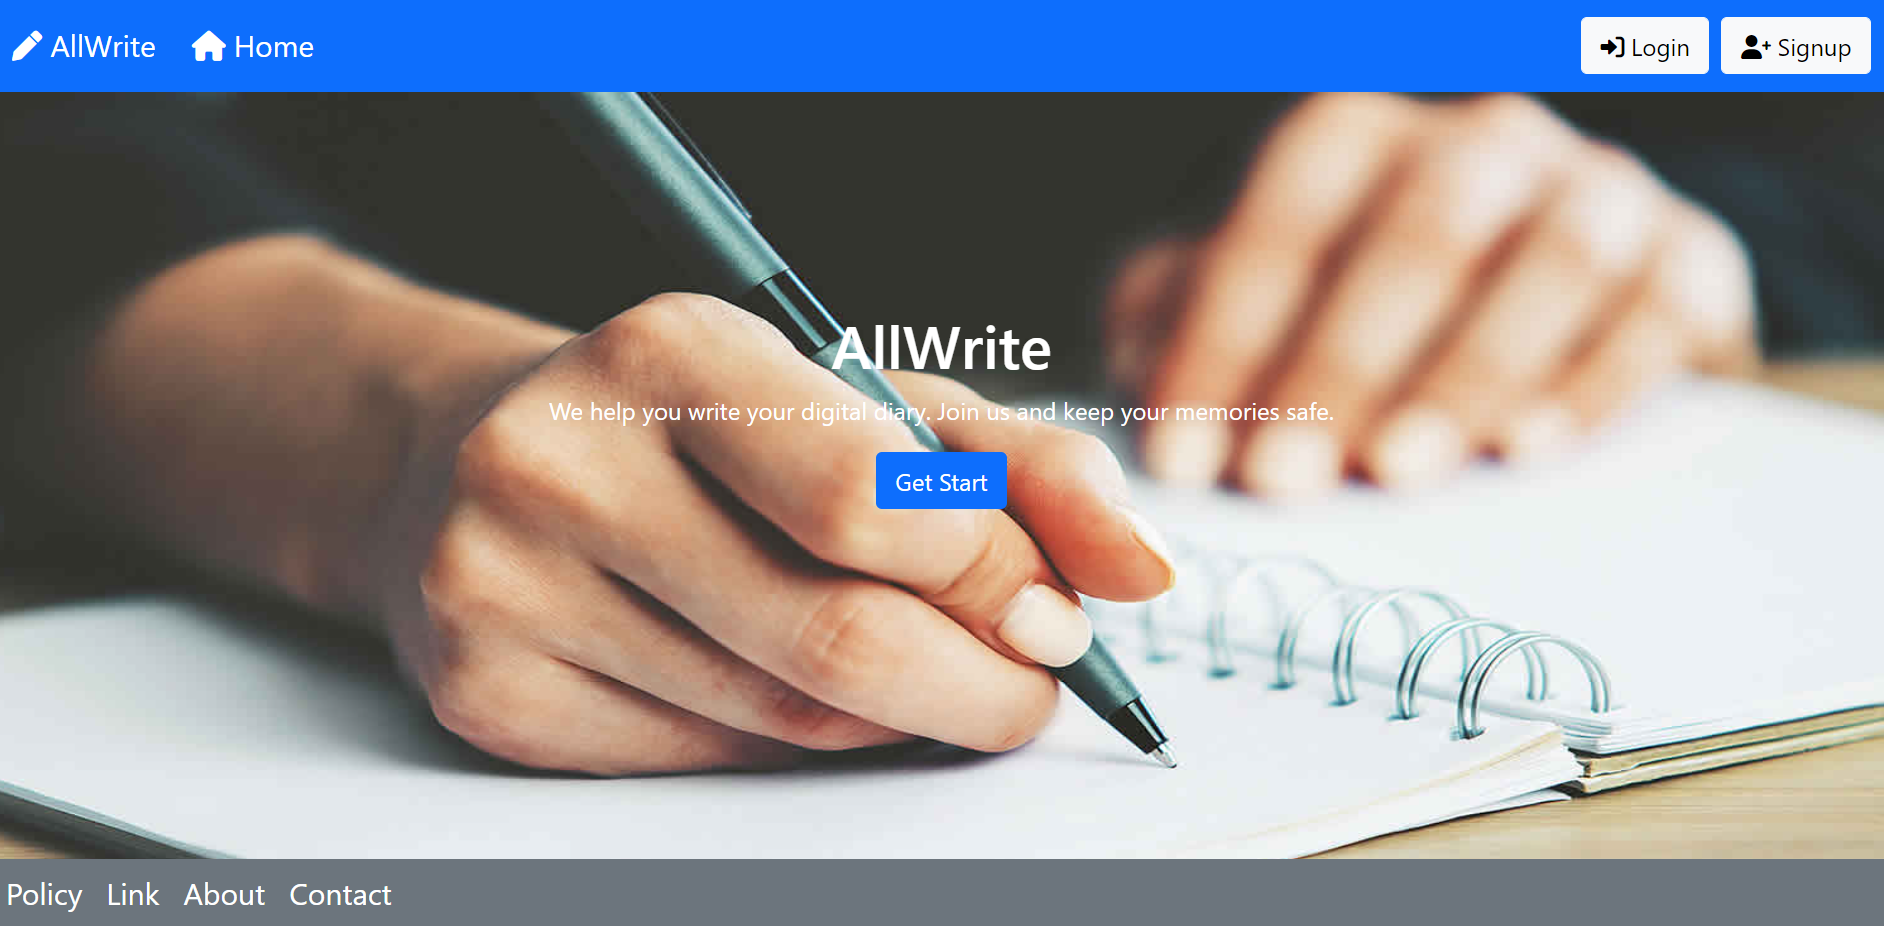 AllWrite Home Login Signup
AllWrite
We help you write your digital diary. Join us and keep your memories safe.
Get Start
Policy Link About Contact